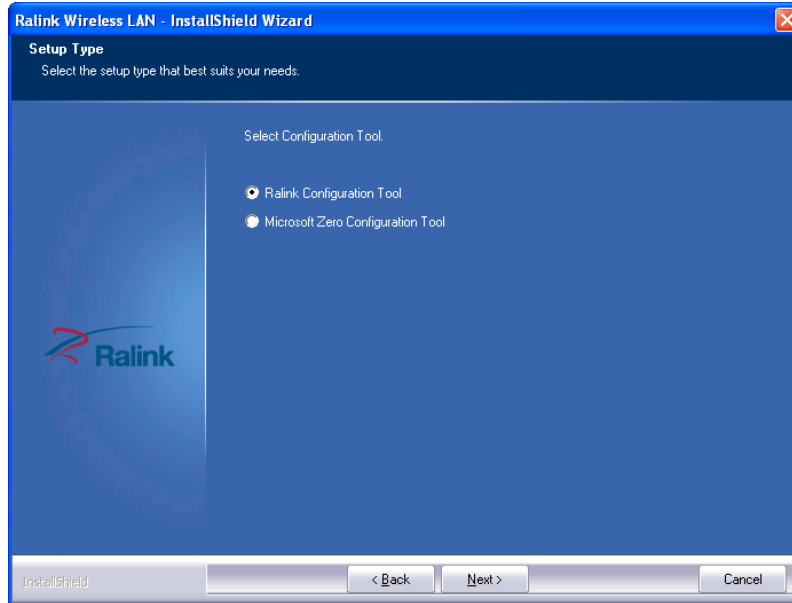 Ralink Wireless LAN - InstallShield Wizard
Setup Type
Select the setup type that best suits your needs.
Select Configuration Tool.
Ralink Configuration Tool
Microsoft Zero Configuration Tool
Ralink
InstallShield
< Back
Next >
Cancel